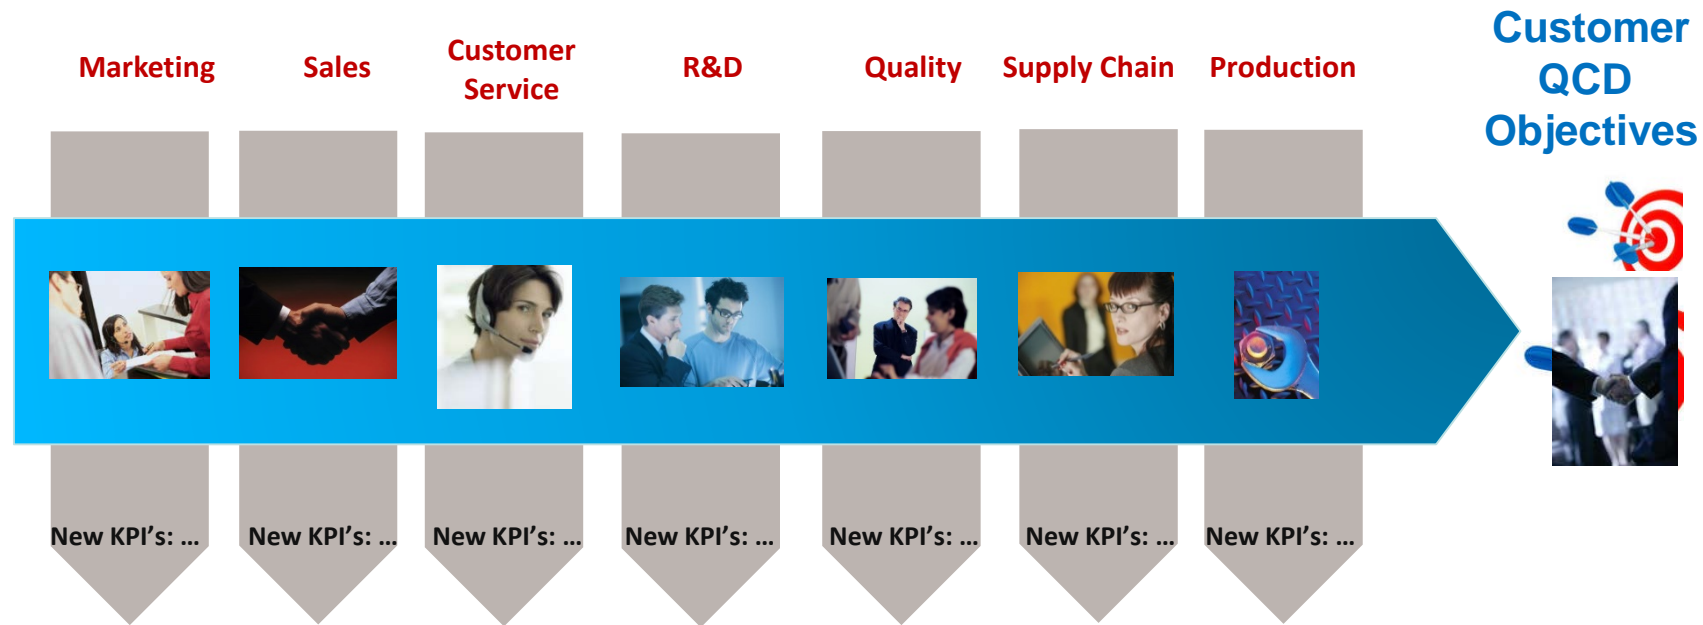 Marketing
Sales
Customer
Service
R&D
Quality
Supply Chain
Production
Customer
QCD
Objectives
New KPI’s: ...
New KPI’s: ...
New KPI’s: ...
New KPI’s: ...
New KPI’s: ...
New KPI’s: ...
New KPI’s: ...